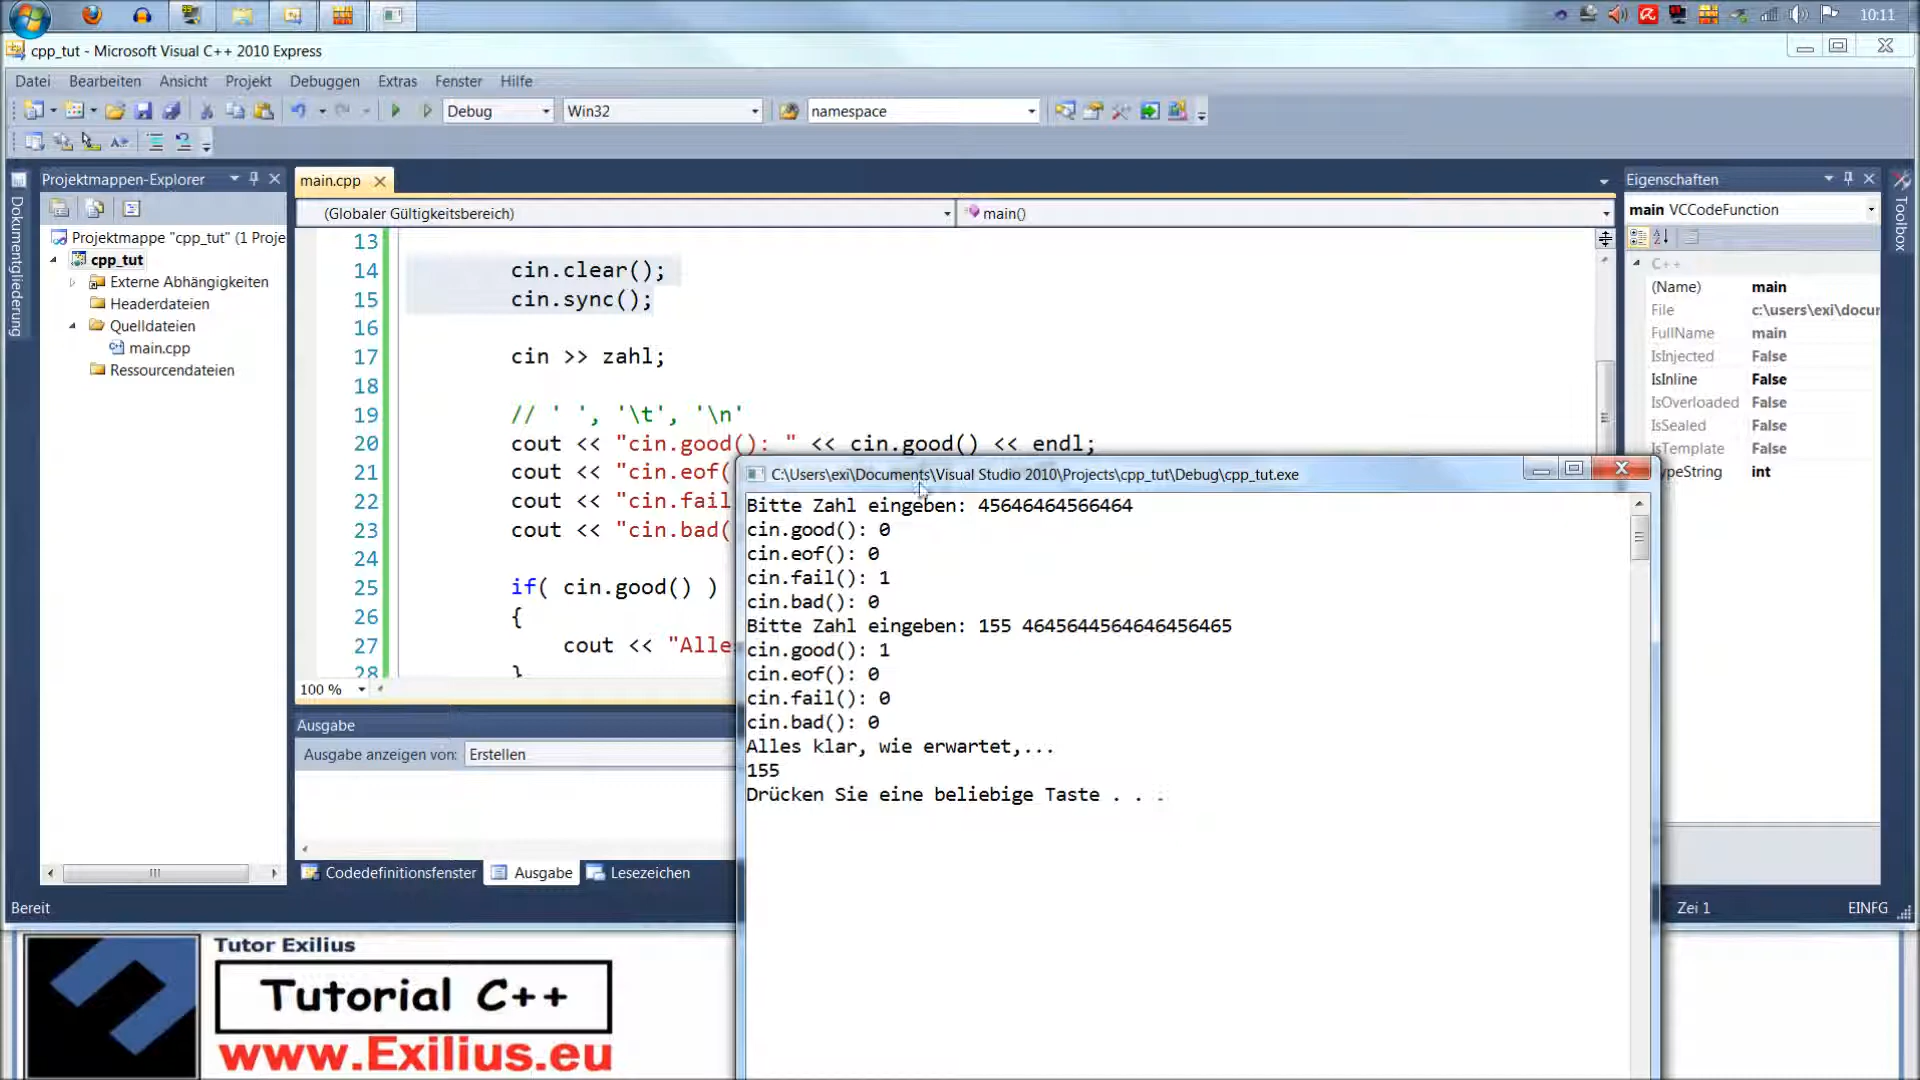 10:11
cpp_tut - Microsoft Visual C++ 2010 Express
Datei Bearbeiten Ansicht Projekt Debuggen Extras Fenster Hilfe
Debug Win32 namespace
Dokumentgliederung
Projektmappen-Explorer
Projektmappe "cpp_tut" (1 Proje
cpp_tut
Externe Abhängigkeiten
Headerdateien
Quelldateien
main.cpp
Ressourcendateien
main.cpp
(Globaler Gültigkeitsbereich) main()
13
14 cin.clear();
15 cin.sync();
16
17 cin >> zahl;
18
19 // ' ', '\t', '\n'
20 cout << "cin.good(): " << cin.good() << endl;
21 cout << "cin.eof(
22 cout << "cin.fail
23 cout << "cin.bad(
24
25 if( cin.good() )
26 {
27 cout << "Alle
28 }
100 %
Ausgabe
Ausgabe anzeigen von: Erstellen
Codedefinitionsfenster Ausgabe Lesezeichen
Bereit
Zei 1 EINFG
C:\Users\exi\Documents\Visual Studio 2010\Projects\cpp_tut\Debug\cpp_tut.exe
Bitte Zahl eingeben: 45646464566464
cin.good(): 0
cin.eof(): 0
cin.fail(): 1
cin.bad(): 0
Bitte Zahl eingeben: 155 4645644564646456465
cin.good(): 1
cin.eof(): 0
cin.fail(): 0
cin.bad(): 0
Alles klar, wie erwartet,...
155
Drücken Sie eine beliebige Taste . . .
Eigenschaften
main VCCodeFunction
C++
(Name) main
File c:\users\exi\docur
FullName main
IsInjected False
IsInline False
IsOverloaded False
IsSealed False
IsTemplate False
ypeString int
Toolbox
Tutor Exilius
Tutorial C++
www.Exilius.eu